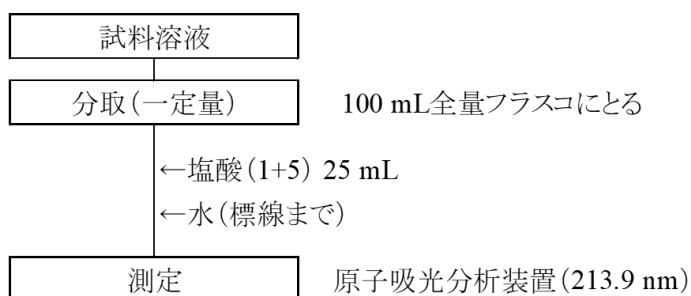 試料溶液
分取(一定量) 100 mL全量フラスコにとる
←塩酸(1+5) 25 mL
←水(標線まで)
測定 原子吸光分析装置(213.9 nm)